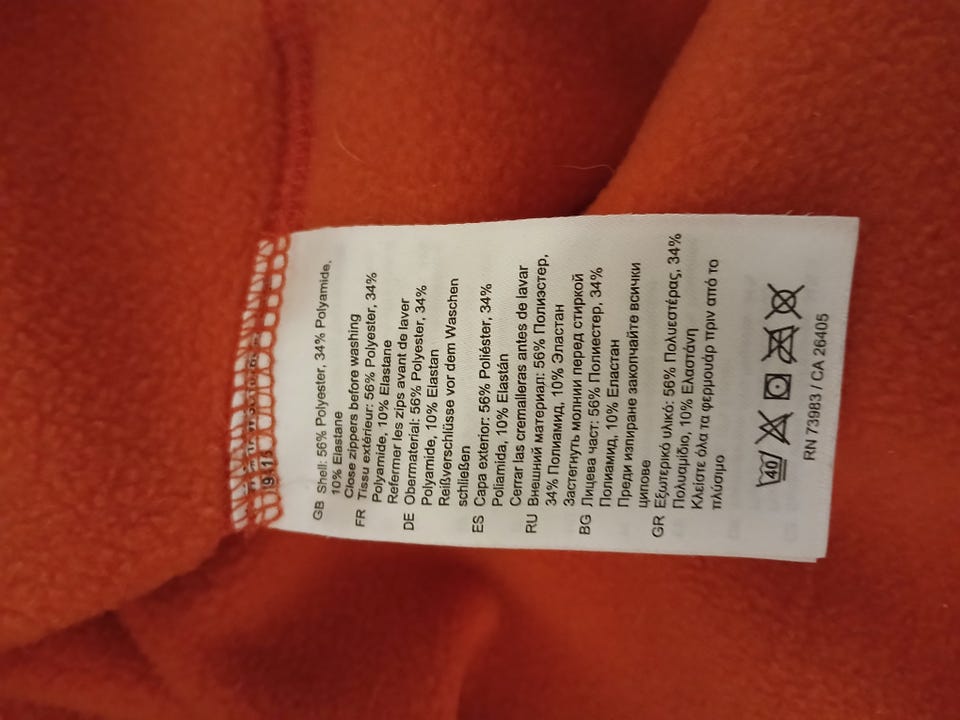 GB Shell: 56% Polyester, 34% Polyamide,
10% Elastane
Close zippers before washing
FR Tissu extérieur: 56% Polyester, 34%
Polyamide, 10% Elastane
Refermer les zips avant de laver
DE Obermaterial: 56% Polyester, 34%
Polyamide, 10% Elastan
Reißverschlüsse vor dem Waschen
schließen
ES Capa exterior: 56% Poliéster, 34%
Poliamida, 10% Elastán
Cerrar las cremalleras antes de lavar
RU Внешний материал: 56% Полиэстер,
34% Полиамид, 10% Эластан
Застегнуть молнии перед стиркой
BG Лицева част: 56% Полиестер, 34%
Полиамид, 10% Еластан
Преди изпиране закопчайте всички
ципове
GR Εξωτερικό υλικό: 56% Πολυεστέρας, 34%
Πολυαμίδιο, 10% Ελαστάνη
Κλείστε όλα τα φερμουάρ πριν από το
πλύσιμο
40
RN 73983 / CA 26405